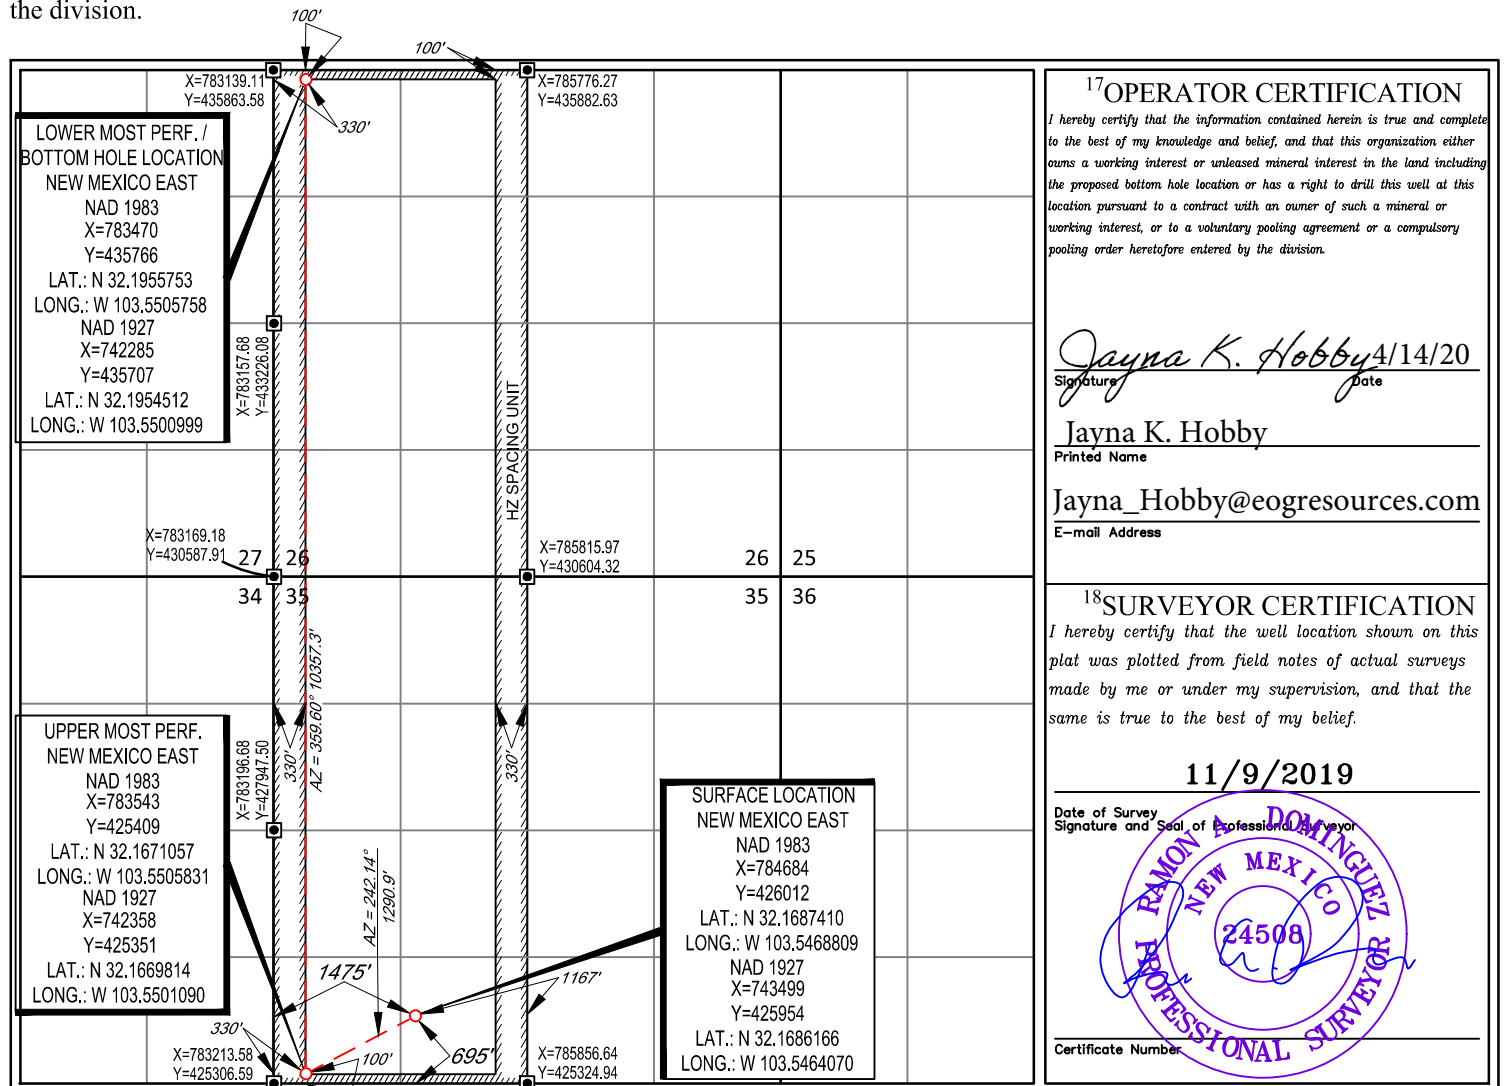 the division.
100'
100'
X=783139.11
Y=435863.58
X=785776.27
Y=435882.63
330'
LOWER MOST PERF. /
BOTTOM HOLE LOCATION
NEW MEXICO EAST
NAD 1983
X=783470
Y=435766
LAT.: N 32.1955753
LONG.: W 103.5505758
NAD 1927
X=742285
Y=435707
LAT.: N 32.1954512
LONG.: W 103.5500999
X=783157.68
Y=433226.08
HZ SPACING UNIT
X=783169.18
Y=430587.91
27 26
34 35
X=785815.97
Y=430604.32
26 25
35 36
AZ = 359.60° 10357.3'
330'
330'
X=783196.68
Y=427947.50
UPPER MOST PERF.
NEW MEXICO EAST
NAD 1983
X=783543
Y=425409
LAT.: N 32.1671057
LONG.: W 103.5505831
NAD 1927
X=742358
Y=425351
LAT.: N 32.1669814
LONG.: W 103.5501090
AZ = 242.14°
1290.9'
1475'
1167'
330'
100'
695'
X=783213.58
Y=425306.59
X=785856.64
Y=425324.94
SURFACE LOCATION
NEW MEXICO EAST
NAD 1983
X=784684
Y=426012
LAT.: N 32.1687410
LONG.: W 103.5468809
NAD 1927
X=743499
Y=425954
LAT.: N 32.1686166
LONG.: W 103.5464070
17OPERATOR CERTIFICATION
I hereby certify that the information contained herein is true and complete
to the best of my knowledge and belief, and that this organization either
owns a working interest or unleased mineral interest in the land including
the proposed bottom hole location or has a right to drill this well at this
location pursuant to a contract with an owner of such a mineral or
working interest, or to a voluntary pooling agreement or a compulsory
pooling order heretofore entered by the division.
Jayna K. Hobby 4/14/20
Signature Date
Jayna K. Hobby
Printed Name
Jayna_Hobby@eogresources.com
E-mail Address
18SURVEYOR CERTIFICATION
I hereby certify that the well location shown on this
plat was plotted from field notes of actual surveys
made by me or under my supervision, and that the
same is true to the best of my belief.
11/9/2019
Date of Survey
Signature and Seal of Professional Surveyor
RAMON A. DOMINGUEZ
NEW MEXICO
24508
PROFESSIONAL SURVEYOR
Certificate Number